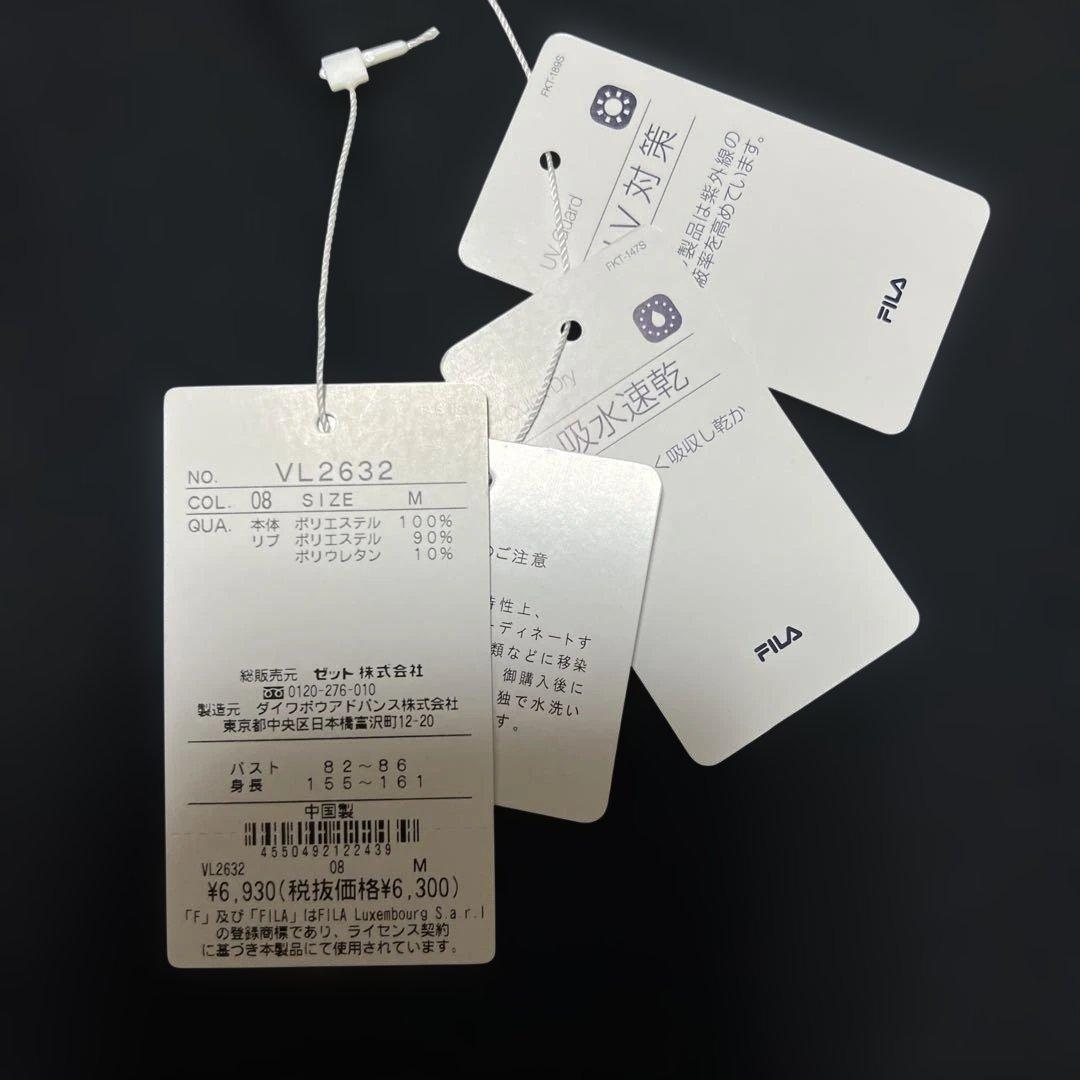 FKT-189S
UV Guard
UV対策
製品は紫外線の
蔽率を高めています。
FILA
FKT-147S
Dry
吸水速乾
く吸収し乾か
FILA
NO. VL2632
COL. 08 SIZE M
QUA. 本体 ポリエステル 100%
リブ ポリエステル 90%
ポリウレタン 10%
総販売元 ゼット株式会社
0120-276-010
製造元 ダイワボウアドバンス株式会社
東京都中央区日本橋富沢町12-20
バスト 82~86
身長 155~161
中国製
4550492122439
VL2632 08 M
¥6,930(税抜価格¥6,300)
「F」及び「FILA」はFILA Luxembourg S.a r.l
の登録商標であり、ライセンス契約
に基づき本製品にて使用されています。
のご注意
特性上、
ーディネートす
類などに移染
御購入後に
独で水洗い
す。